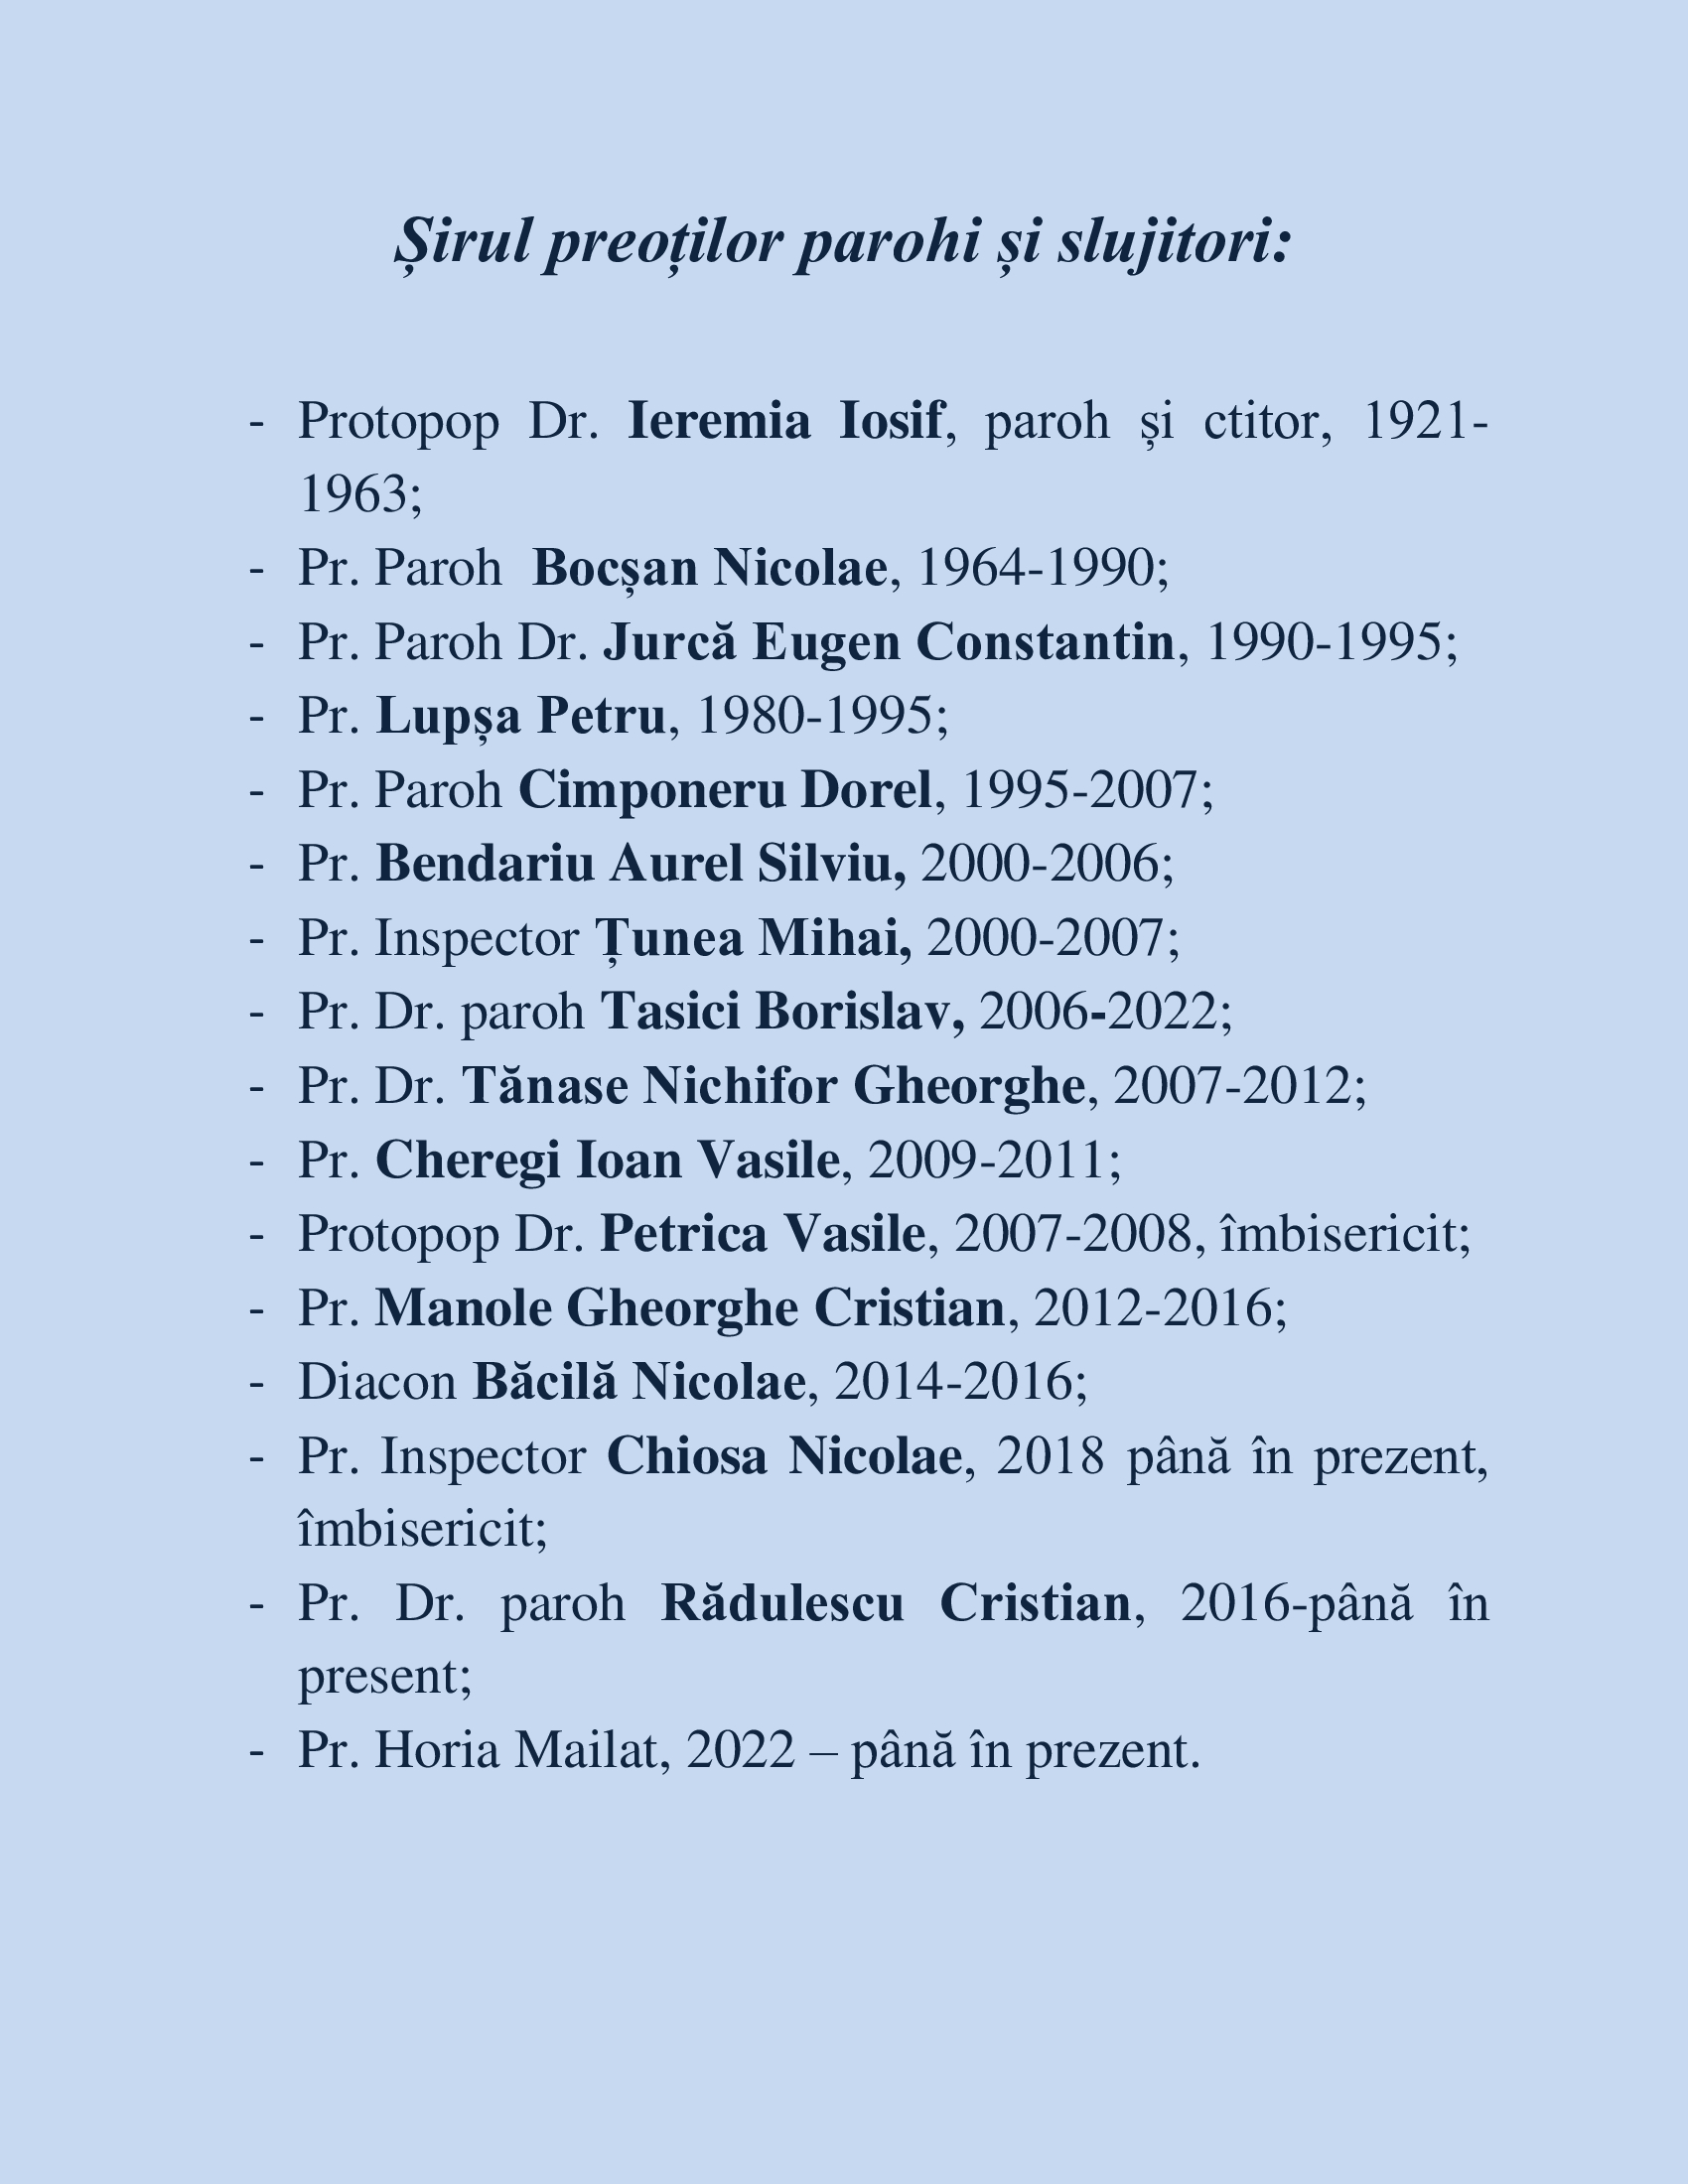 Șirul preoților parohi și slujitori:
- Protopop Dr. Ieremia Iosif, paroh și ctitor, 1921-
1963;
- Pr. Paroh  Bocșan Nicolae, 1964-1990;
- Pr. Paroh Dr. Jurcă Eugen Constantin, 1990-1995;
- Pr. Lupșa Petru, 1980-1995;
- Pr. Paroh Cimponeru Dorel, 1995-2007;
- Pr. Bendariu Aurel Silviu, 2000-2006;
- Pr. Inspector Țunea Mihai, 2000-2007;
- Pr. Dr. paroh Tasici Borislav, 2006-2022;
- Pr. Dr. Tănase Nichifor Gheorghe, 2007-2012;
- Pr. Cheregi Ioan Vasile, 2009-2011;
- Protopop Dr. Petrica Vasile, 2007-2008, îmbisericit;
- Pr. Manole Gheorghe Cristian, 2012-2016;
- Diacon Băcilă Nicolae, 2014-2016;
- Pr. Inspector Chiosa Nicolae, 2018 până în prezent,
îmbisericit;
- Pr. Dr. paroh Rădulescu Cristian, 2016-până în
present;
- Pr. Horia Mailat, 2022 – până în prezent.